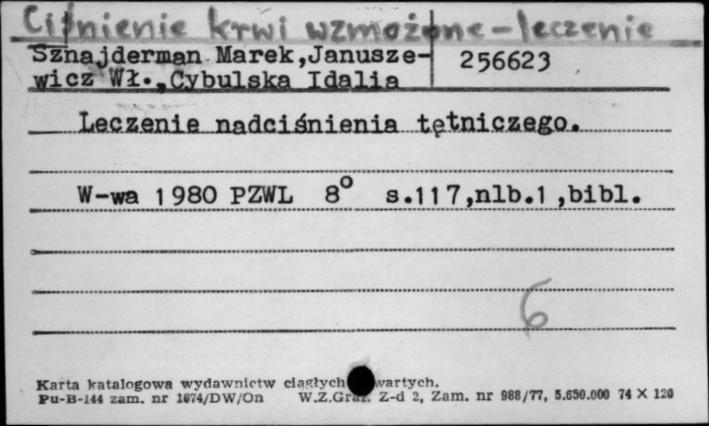 Ciśnienie krwi wzmożone-leczenie
Sznajderman Marek,Janusze- 256623
wicz Wł., Cybulska Idalia
Leczenie nadciśnienia tętniczego.
W-wa 1980 PZWL 8° s.117,nlb.1,bibl.
6
Karta katalogowa wydawnictw ciągłych wartych.
Pu-B-144 zam. nr 1674/DW/On W.Z.Graf. Z-d 2, Zam. nr 988/77, 5.650.000 74 X 120